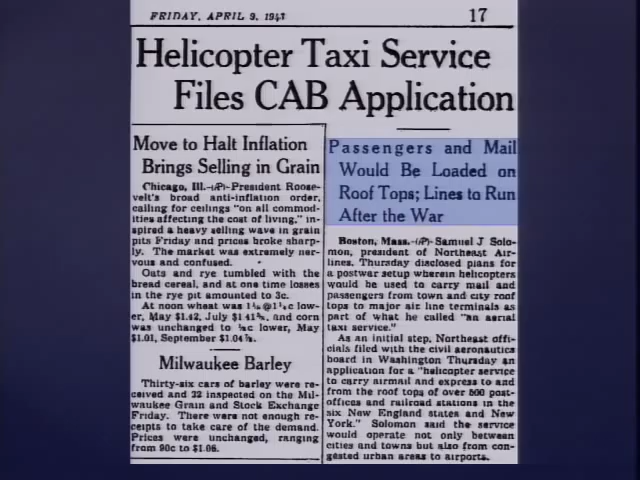 FRIDAY, APRIL 9, 1943
17
Helicopter Taxi Service
Files CAB Application
Move to Halt Inflation
Brings Selling in Grain
Chicago, Ill.-(AP)-President Roose-
velt's broad anti-inflation order,
calling for ceilings "on all commod-
ities affecting the cost of living," in-
spired a heavy selling wave in grain
pits Friday and prices broke sharp-
ly. The market was extremely ner-
vous and confused.
Oats and rye tumbled with the
bread cereal, and at one time losses
in the rye pit amounted to 3c.
At noon wheat was low-
er, May $1.42, July and corn
was unchanged to lower, May
$1.01, September
Milwaukee Barley
Thirty-six cars of barley were re-
ceived and 22 inspected on the Mil-
waukee Grain and Stock Exchange
Friday. There were not enough re-
ceipts to take care of the demand.
Prices were unchanged, ranging
from 90c to $1.08.
Passengers and Mail
Would Be Loaded on
Roof Tops; Lines to Run
After the War
Boston, Mass.-(AP)-Samuel J. Solo-
mon, president of Northeast Air-
lines, Thursday disclosed plans for
a postwar setup wherein helicopters
would be used to carry mail and
passengers from town and city roof
tops to major air line terminals as
part of what he called "an aerial
taxi service."
As an initial step, Northeast offi-
cials filed with the civil aeronautics
board in Washington Thursday an
application for a "helicopter service
to carry airmail and express to and
from the roof tops of over 500 post-
offices and railroad stations in the
six New England states and New
York." Solomon said the service
would operate not only between
cities and towns but also from con-
gested urban areas to airports.